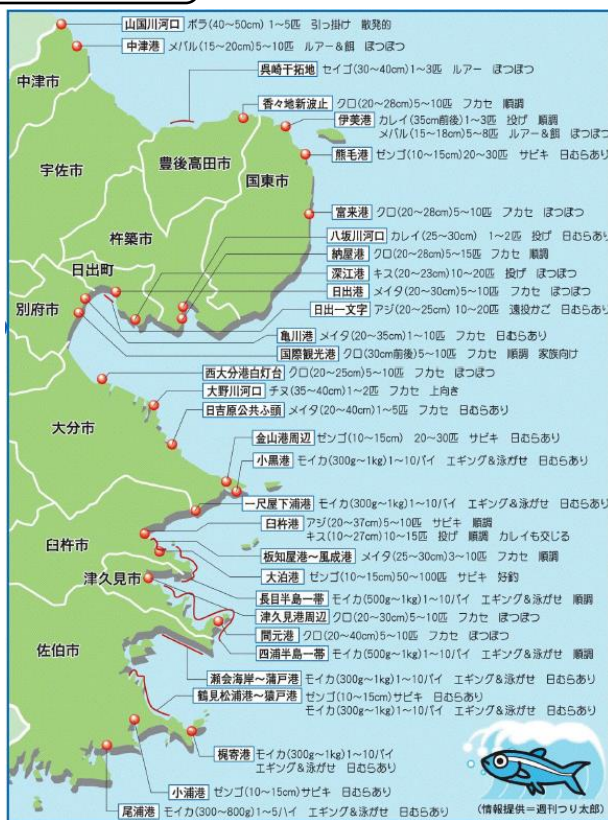 山国川河口 ボラ(40～50cm) 1～5匹 引っ掛け 散発的
中津港 メバル(15～20cm)5～10匹 ルアー&餌 ぽつぽつ
呉崎干拓地 セイゴ(30～40cm)1～3匹 ルアー ぽつぽつ
香々地新波止 クロ(20～28cm)5～10匹 フカセ 順調
伊美港 カレイ(35cm前後)1～3匹 投げ 順調
メバル(15～18cm)5～8匹 ルアー&餌 ぽつぽつ
熊毛港 ゼンゴ(10～15cm)20～30匹 サビキ 日むらあり
富来港 クロ(20～28cm)5～10匹 フカセ ぽつぽつ
八坂川河口 カレイ(25～30cm) 1～2匹 投げ 日むらあり
納屋港 クロ(20～28cm)5～15匹 フカセ 順調
深江港 キス(20～23cm)10～20匹 投げ ぽつぽつ
日出港 メイタ(20～30cm)5～10匹 フカセ ぽつぽつ
日出一文字 アジ(20～25cm) 10～20匹 遠投カゴ 日むらあり
亀川港 メイタ(20～35cm)1～10匹 フカセ 日むらあり
国際観光港 クロ(30cm前後)5～10匹 フカセ 順調 家族向け
西大分港白灯台 クロ(20～25cm)5～10匹 フカセ ぽつぽつ
大野川河口 チヌ(35～40cm)1～2匹 フカセ 上向き
日吉原公共ふ頭 メイタ(20～40cm)1～5匹 フカセ 日むらあり
金山港周辺 ゼンゴ(10～15cm) 20～30匹 サビキ 日むらあり
小黒港 モイカ(300g～1kg)1～10パイ エギング&泳がせ 日むらあり
一尺屋下浦港 モイカ(300g～1kg)1～10パイ エギング&泳がせ 日むらあり
臼杵港 アジ(20～37cm)5～10匹 サビキ 順調
キス(10～27cm)10～15匹 投げ 順調 カレイも交じる
板知屋港～風成港 メイタ(25～30cm)3～10匹 フカセ 順調
大泊港 ゼンゴ(10～15cm)50～100匹 サビキ 好釣
長目半島一帯 モイカ(500g～1kg)1～10パイ エギング&泳がせ 順調
津久見港周辺 クロ(20～30cm)5～10匹 フカセ ぽつぽつ
間元港 クロ(20～40cm)5～10匹 フカセ ぽつぽつ
四浦半島一帯 モイカ(500g～1kg)1～10パイ エギング&泳がせ 順調
瀬会海岸～蒲戸港 モイカ(300g～1kg)1～10パイ エギング&泳がせ 日むらあり
鶴見松浦港～猿戸港 ゼンゴ(10～15cm)サビキ 日むらあり
モイカ(300g～1kg)1～10パイ エギング&泳がせ 日むらあり
梶寄港 モイカ(300g～1kg)1～10パイ
エギング&泳がせ 日むらあり
小浦港 ゼンゴ(10～15cm)サビキ 日むらあり
尾浦港 モイカ(300～800g)1～5ハイ エギング&泳がせ 日むらあり
中津市
宇佐市
豊後高田市
国東市
杵築市
日出町
別府市
大分市
臼杵市
津久見市
佐伯市
(情報提供=週刊つり太郎)